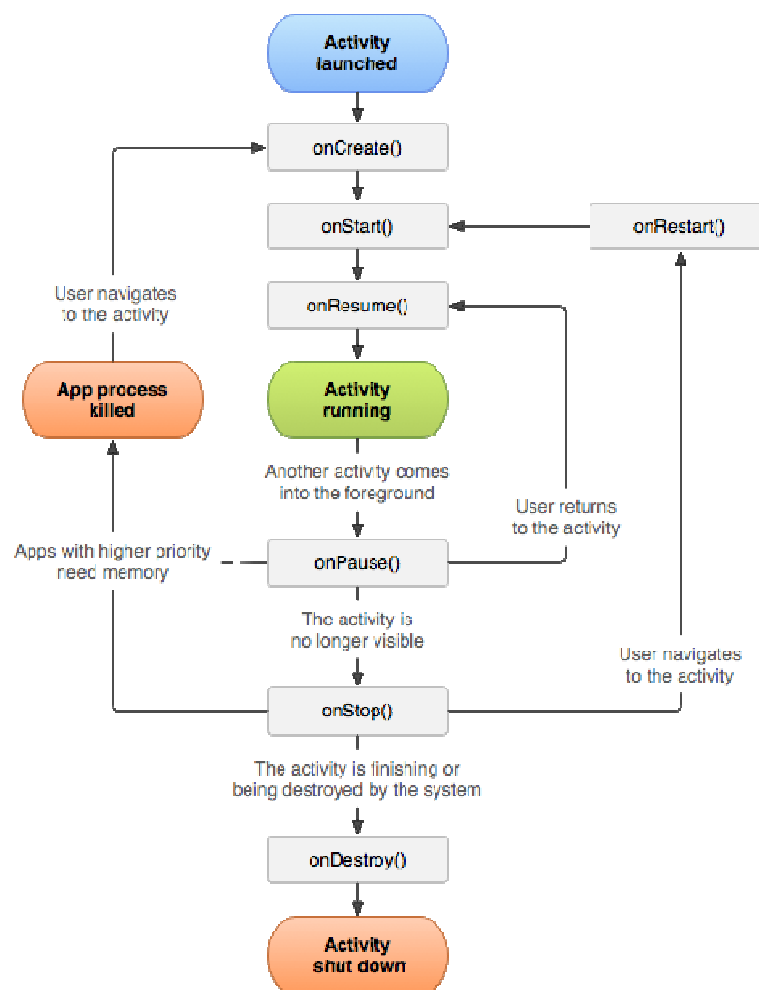 Activity
launched
onCreate()
onStart()
onRestart()
User navigates
to the activity
onResume()
App process
killed
Activity
running
Another activity comes
into the foreground
User returns
to the activity
Apps with higher priority
need memory
onPause()
The activity is
no longer visible
User navigates
to the activity
onStop()
The activity is finishing or
being destroyed by the system
onDestroy()
Activity
shut down